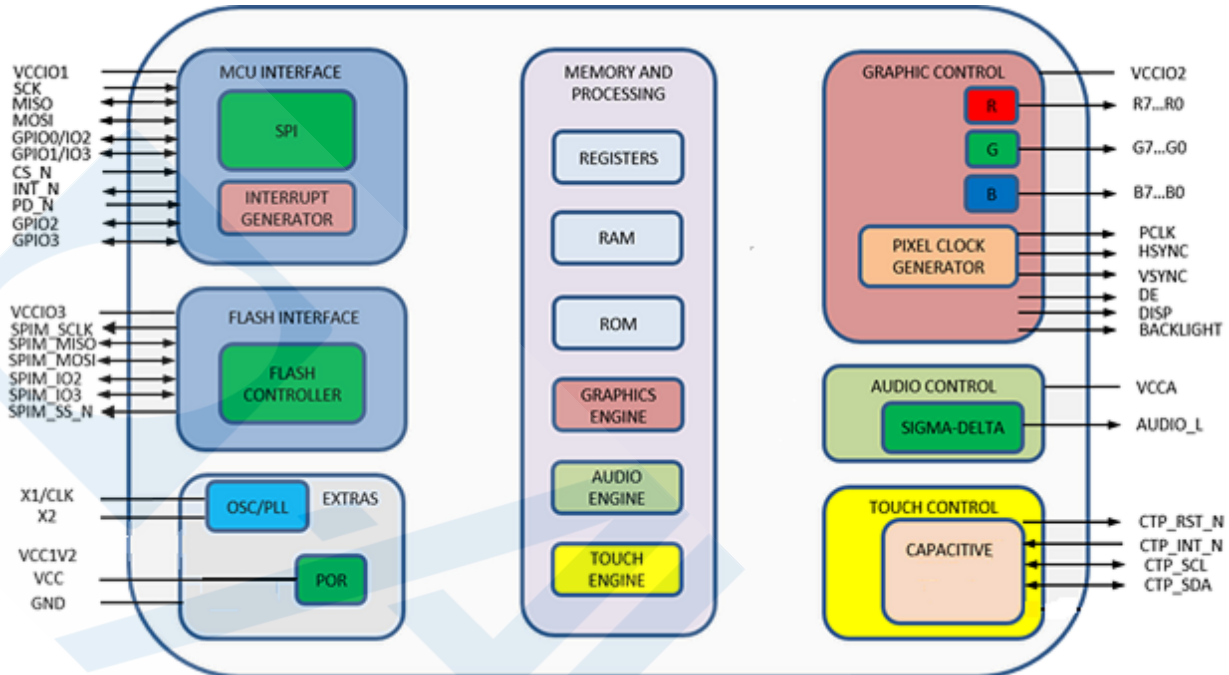 VCCIO1
SCK
MISO
MOSI
GPIO0/IO2
GPIO1/IO3
CS_N
INT_N
PD_N
GPIO2
GPIO3
MCU INTERFACE
SPI
INTERRUPT
GENERATOR
VCCIO3
SPIM_SCLK
SPIM_MISO
SPIM_MOSI
SPIM_IO2
SPIM_IO3
SPIM_SS_N
FLASH INTERFACE
FLASH
CONTROLLER
X1/CLK
X2
VCC1V2
VCC
GND
OSC/PLL
EXTRAS
POR
MEMORY AND
PROCESSING
REGISTERS
RAM
ROM
GRAPHICS
ENGINE
AUDIO
ENGINE
TOUCH
ENGINE
GRAPHIC CONTROL
R
G
B
PIXEL CLOCK
GENERATOR
VCCIO2
R7...R0
G7...G0
B7...B0
PCLK
HSYNC
VSYNC
DE
DISP
BACKLIGHT
AUDIO CONTROL
SIGMA-DELTA
VCCA
AUDIO_L
TOUCH CONTROL
CAPACITIVE
CTP_RST_N
CTP_INT_N
CTP_SCL
CTP_SDA